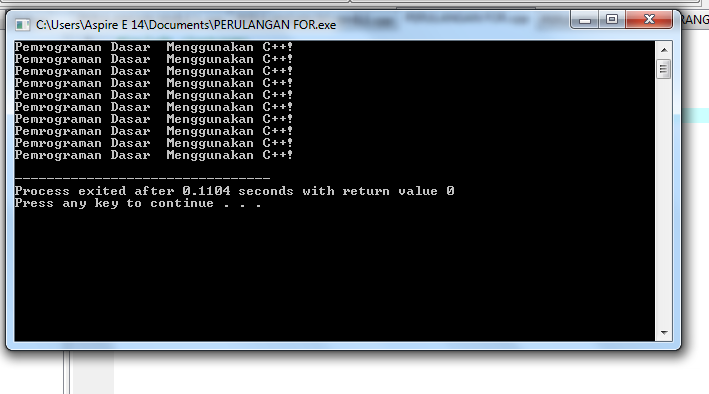 RANG
C:\Users\Aspire E 14\Documents\PERULANGAN FOR.exe
Pemrograman Dasar  Menggunakan C++!
Pemrograman Dasar  Menggunakan C++!
Pemrograman Dasar  Menggunakan C++!
Pemrograman Dasar  Menggunakan C++!
Pemrograman Dasar  Menggunakan C++!
Pemrograman Dasar  Menggunakan C++!
Pemrograman Dasar  Menggunakan C++!
Pemrograman Dasar  Menggunakan C++!
Pemrograman Dasar  Menggunakan C++!
Pemrograman Dasar  Menggunakan C++!
--------------------------------
Process exited after 0.1104 seconds with return value 0
Press any key to continue . . .